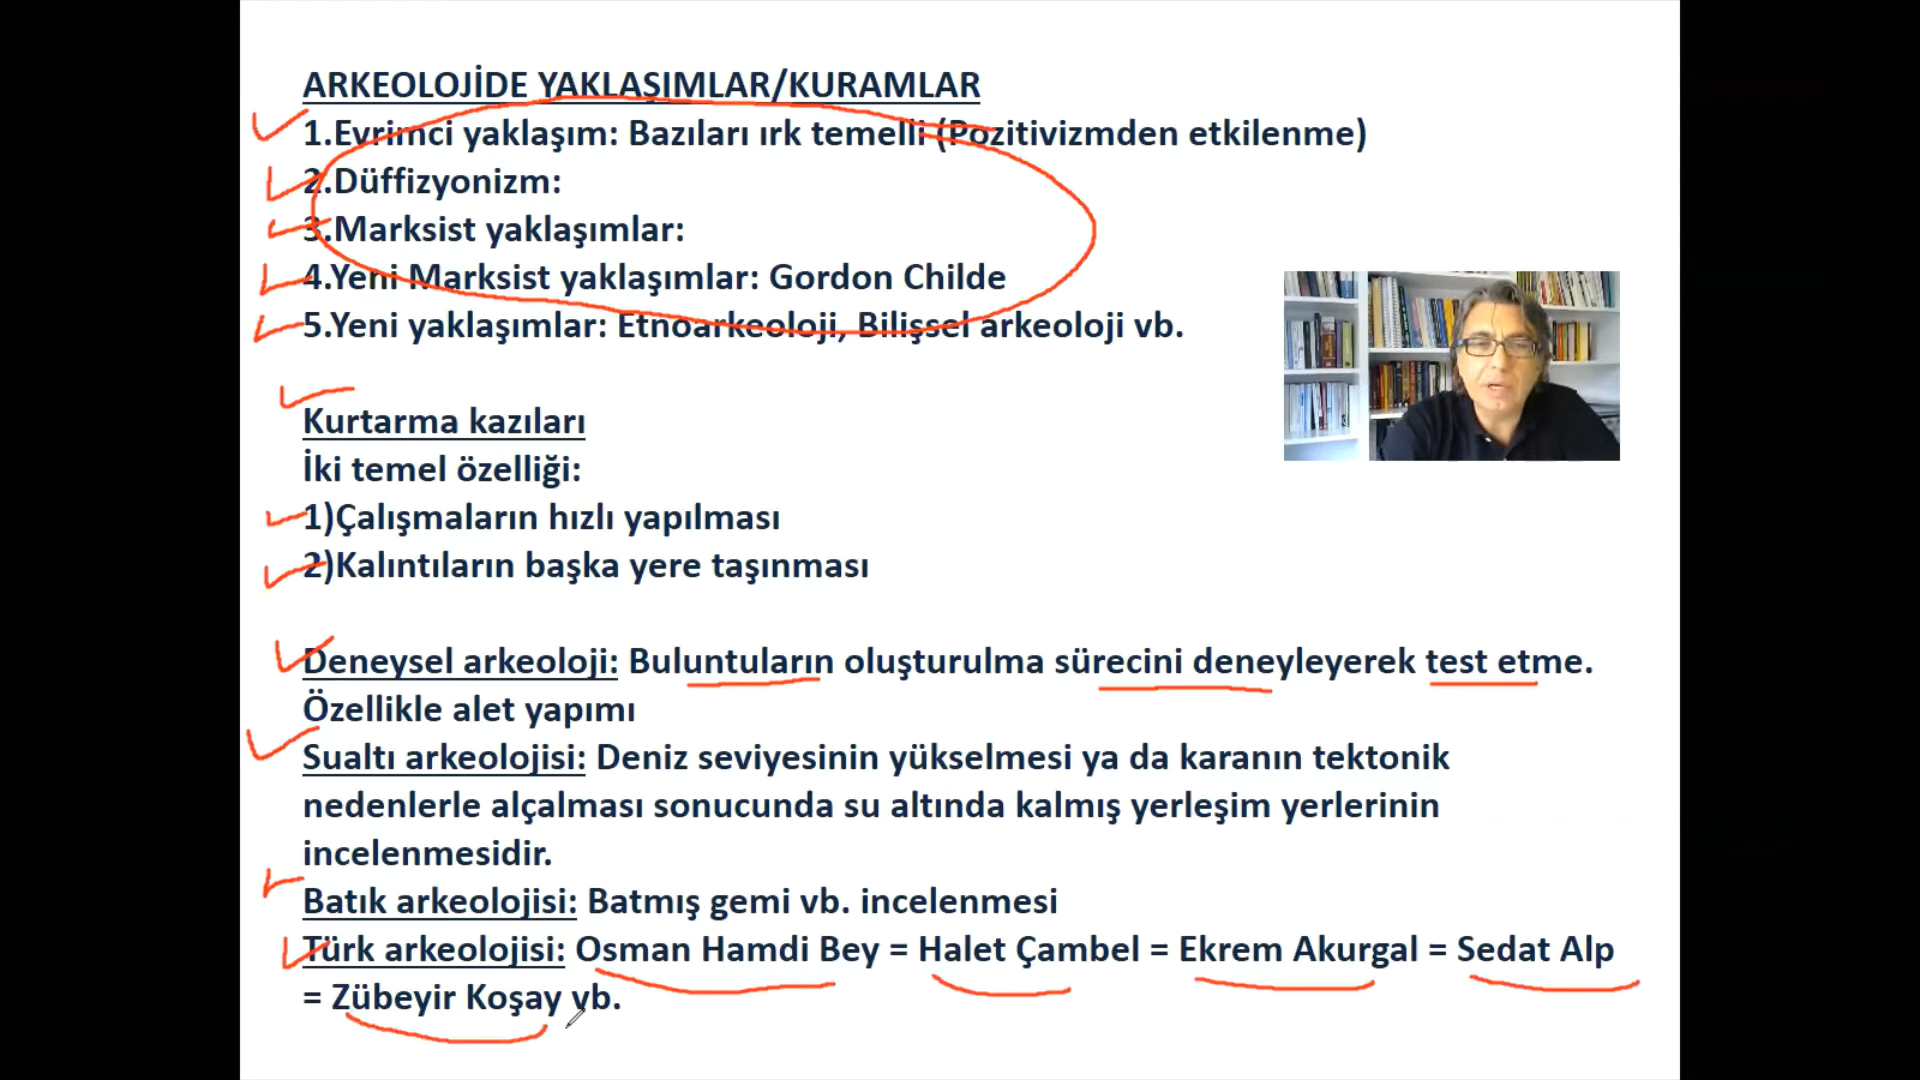 ARKEOLOJİDE YAKLAŞIMLAR/KURAMLAR
1.Evrimci yaklaşım: Bazıları ırk temelli (Pozitivizmden etkilenme)
2.Düffizyonizm:
3.Marksist yaklaşımlar:
4.Yeni Marksist yaklaşımlar: Gordon Childe
5.Yeni yaklaşımlar: Etnoarkeoloji, Bilişsel arkeoloji vb.
Kurtarma kazıları
İki temel özelliği:
1)Çalışmaların hızlı yapılması
2)Kalıntıların başka yere taşınması
Deneysel arkeoloji: Buluntuların oluşturulma sürecini deneyleyerek test etme.
Özellikle alet yapımı
Sualtı arkeolojisi: Deniz seviyesinin yükselmesi ya da karanın tektonik
nedenlerle alçalması sonucunda su altında kalmış yerleşim yerlerinin
incelenmesidir.
Batık arkeolojisi: Batmış gemi vb. incelenmesi
Türk arkeolojisi: Osman Hamdi Bey = Halet Çambel = Ekrem Akurgal = Sedat Alp
= Zübeyir Koşay vb.